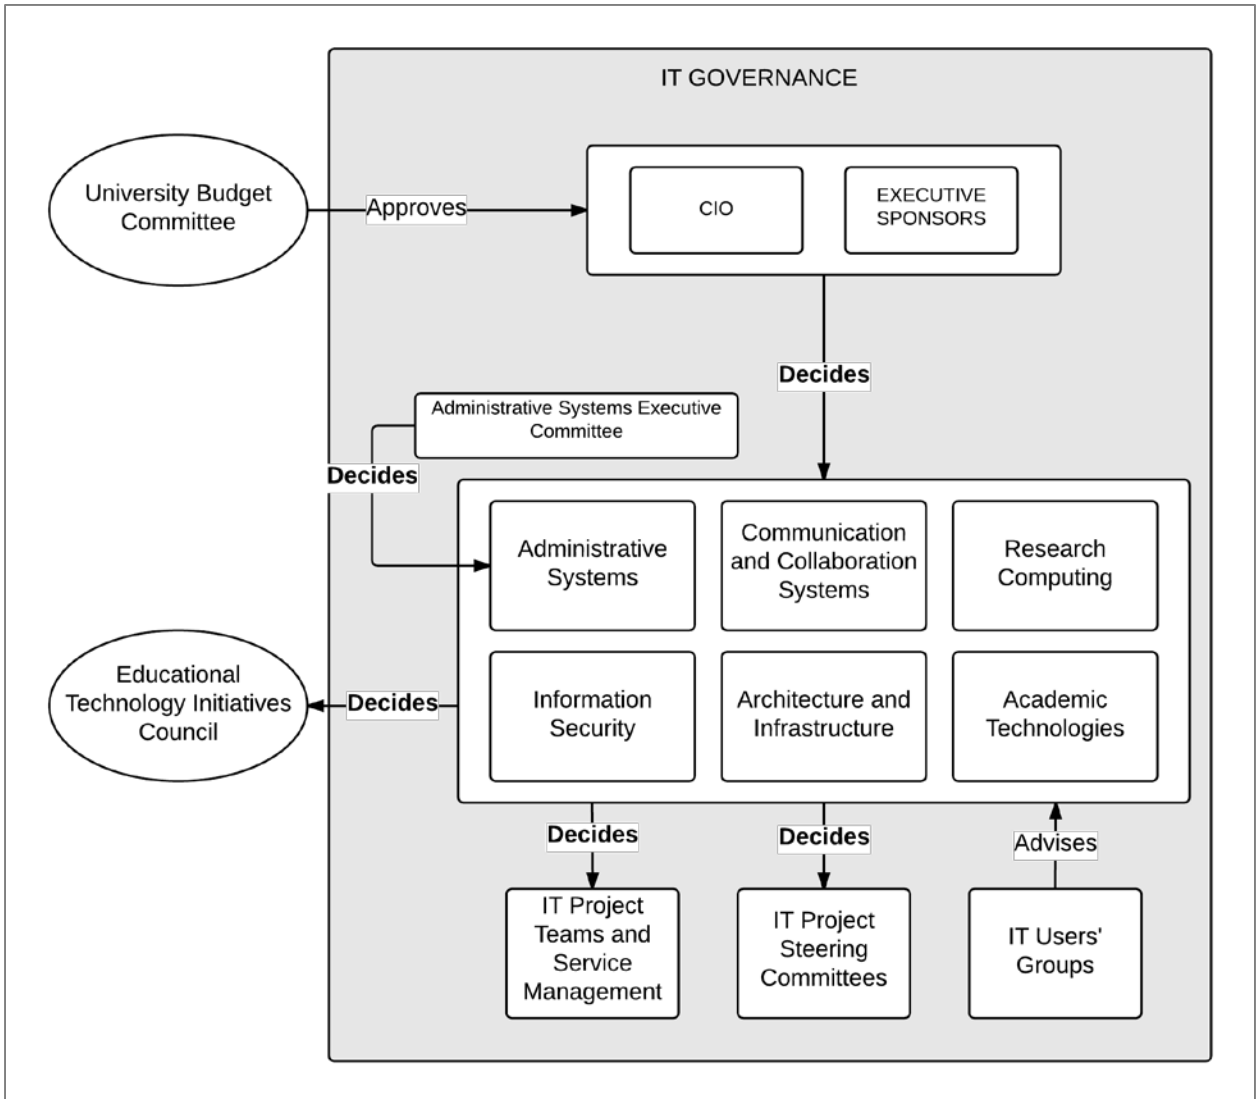 IT GOVERNANCE
University Budget
Committee
Approves
CIO
EXECUTIVE
SPONSORS
Decides
Administrative Systems Executive
Committee
Decides
Administrative
Systems
Communication
and Collaboration
Systems
Research
Computing
Educational
Technology Initiatives
Council
Decides
Information
Security
Architecture and
Infrastructure
Academic
Technologies
Decides
Decides
Advises
IT Project
Teams and
Service
Management
IT Project
Steering
Committees
IT Users'
Groups